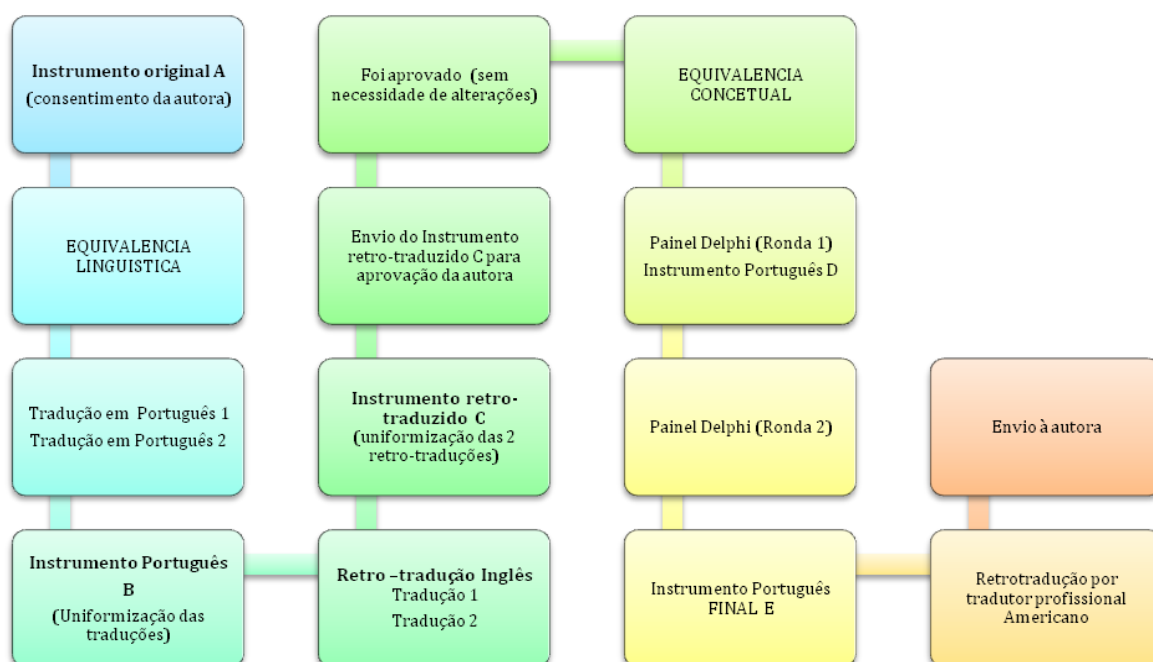 Instrumento original A
(consentimento da autora)
EQUIVALENCIA
LINGUISTICA
Tradução em Português 1
Tradução em Português 2
Instrumento Português
B
(Uniformização das
traduções)
Retro –tradução Inglês
Tradução 1
Tradução 2
Instrumento retro-
traduzido C
(uniformização das 2
retro-traduções)
Envio do Instrumento
retro-traduzido C para
aprovação da autora
Foi aprovado (sem
necessidade de alterações)
EQUIVALENCIA
CONCETUAL
Painel Delphi (Ronda 1)
Instrumento Português D
Painel Delphi (Ronda 2)
Instrumento Português
FINAL E
Retrotradução por
tradutor profissional
Americano
Envio à autora